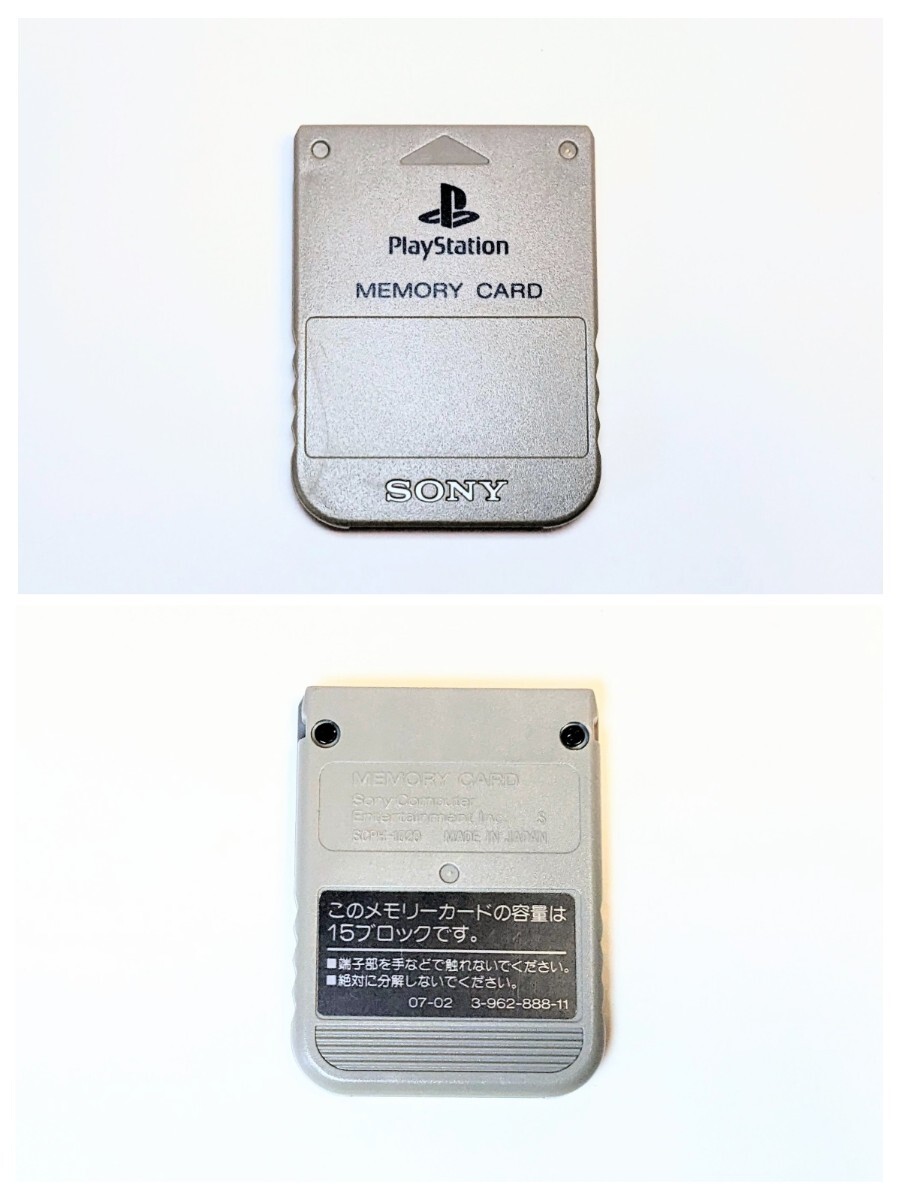 PlayStation
MEMORY CARD
SONY
MEMORY CARD
Sony Computer
Entertainment Inc. S
SCPH-1020 MADE IN JAPAN
このメモリーカードの容量は
15ブロックです。
■端子部を手などで触れないでください。
■絶対に分解しないでください。
07-02 3-962-888-11